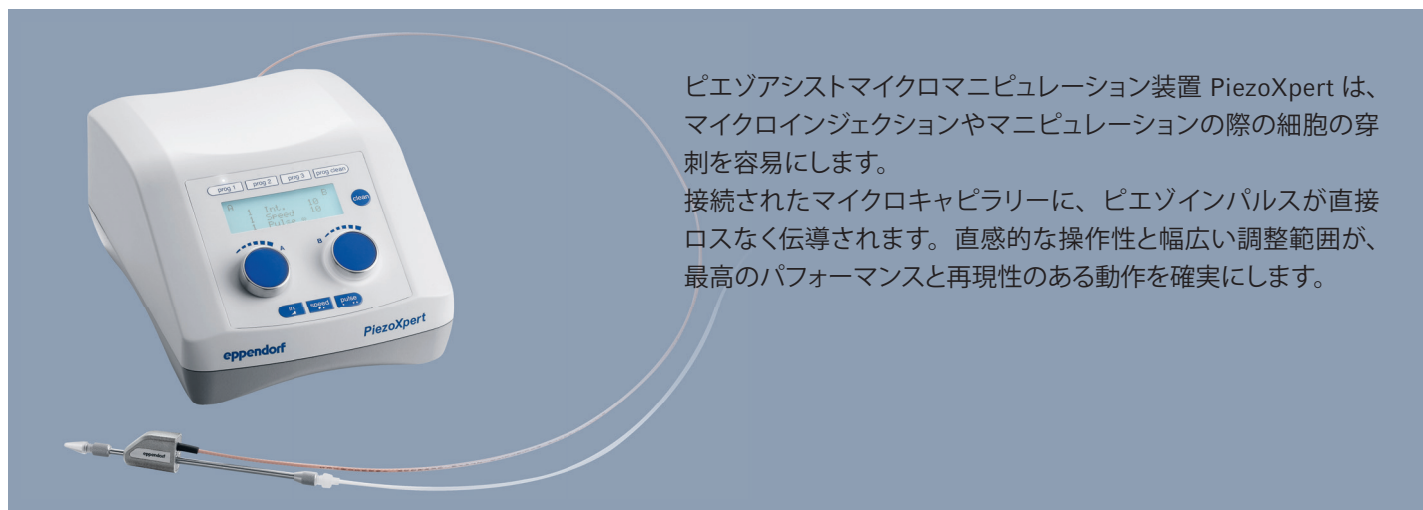 ピエゾアシストマイクロマニピュレーション装置 PiezoXpert は、
マイクロインジェクションやマニピュレーションの際の細胞の穿
刺を容易にします。
接続されたマイクロキャピラリーに、ピエゾインパルスが直接
ロスなく伝導されます。直感的な操作性と幅広い調整範囲が、
最高のパフォーマンスと再現性のある動作を確実にします。
prog 1 prog 2 prog 3 prog clean
A B
Int. 10
Speed 10
Pulse
clean
A B
speed pulse
eppendorf PiezoXpert
eppendorf